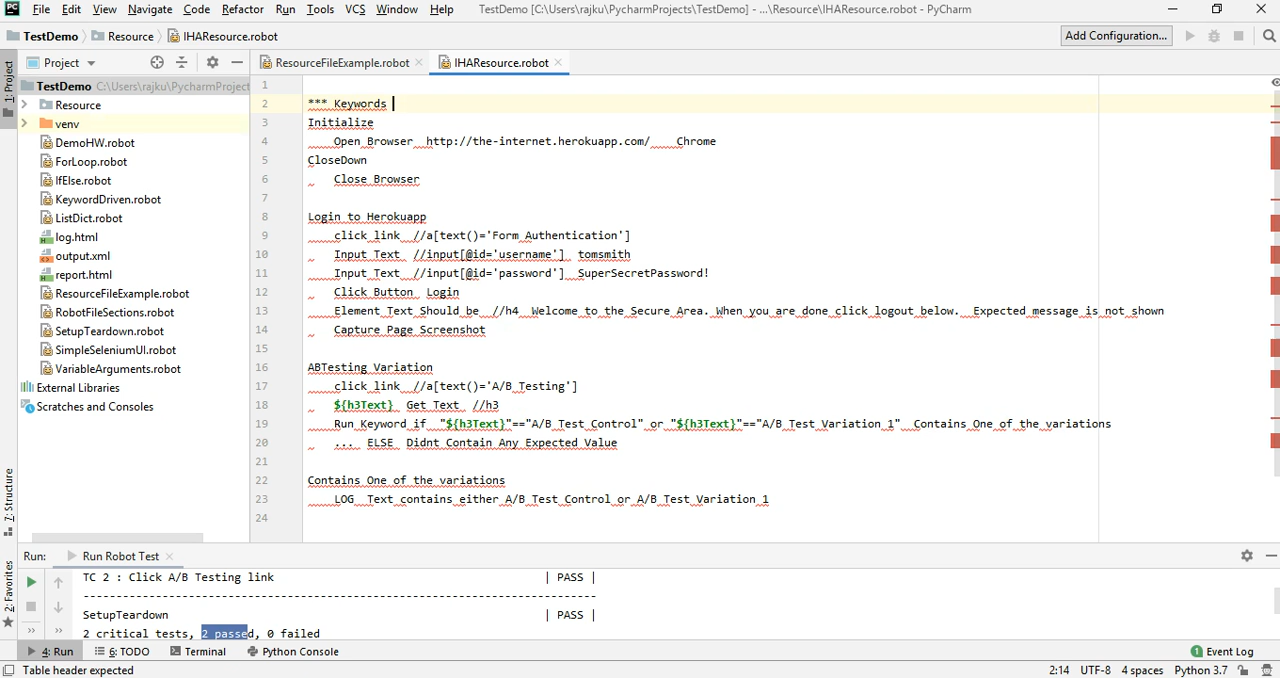 File Edit View Navigate Code Refactor Run Tools VCS Window Help TestDemo [C:\Users\rajku\PycharmProjects\TestDemo] - ...\Resource\IHAResource.robot - PyCharm
TestDemo Resource IHAResource.robot Add Configuration...
1: Project
Project
ResourceFileExample.robot IHAResource.robot
TestDemo C:\Users\rajku\PycharmProject
Resource
venv
DemoHW.robot
ForLoop.robot
IfElse.robot
KeywordDriven.robot
ListDict.robot
log.html
output.xml
report.html
ResourceFileExample.robot
RobotFileSections.robot
SetupTeardown.robot
SimpleSeleniumUI.robot
VariableArguments.robot
External Libraries
Scratches and Consoles
1
2 *** Keywords
3 Initialize
4 Open Browser http://the-internet.herokuapp.com/ Chrome
5 CloseDown
6 Close Browser
7
8 Login to Herokuapp
9 click link //a[text()='Form Authentication']
10 Input Text //input[@id='username'] tomsmith
11 Input Text //input[@id='password'] SuperSecretPassword!
12 Click Button Login
13 Element Text Should be //h4 Welcome to the Secure Area. When you are done click logout below. Expected message is not shown
14 Capture Page Screenshot
15
16 ABTesting Variation
17 click link //a[text()='A/B Testing']
18 ${h3Text} Get Text //h3
19 Run Keyword if "${h3Text}"=="A/B Test Control" or "${h3Text}"=="A/B Test Variation 1" Contains One of the variations
20 ... ELSE Didnt Contain Any Expected Value
21
22 Contains One of the variations
23 LOG Text contains either A/B Test Control or A/B Test Variation 1
24
7: Structure
2: Favorites
Run: Run Robot Test
TC 2 : Click A/B Testing link | PASS |
------------------------------------------------------------------------------
SetupTeardown | PASS |
2 critical tests, 2 passed, 0 failed
4: Run 6: TODO Terminal Python Console 1 Event Log
Table header expected 2:14 UTF-8 4 spaces Python 3.7